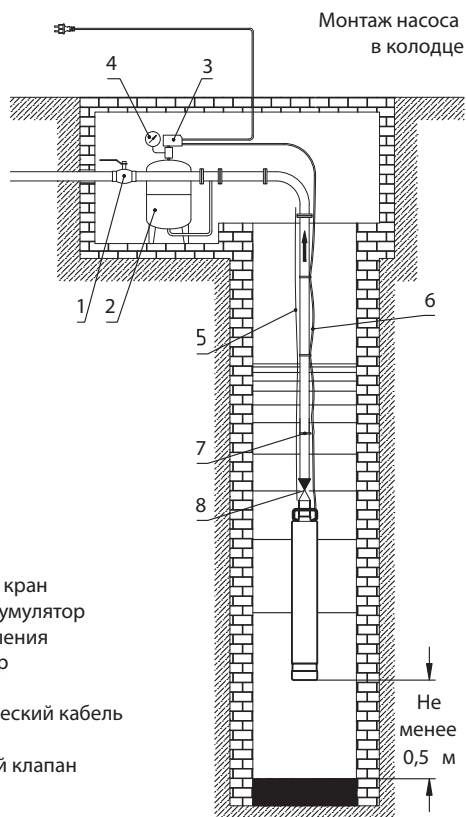 Монтаж насоса
в колодце
4
3
1
2
5
6
7
8
кран
умулятор
ления
р
еский кабель
й клапан
Не
менее
0,5 м